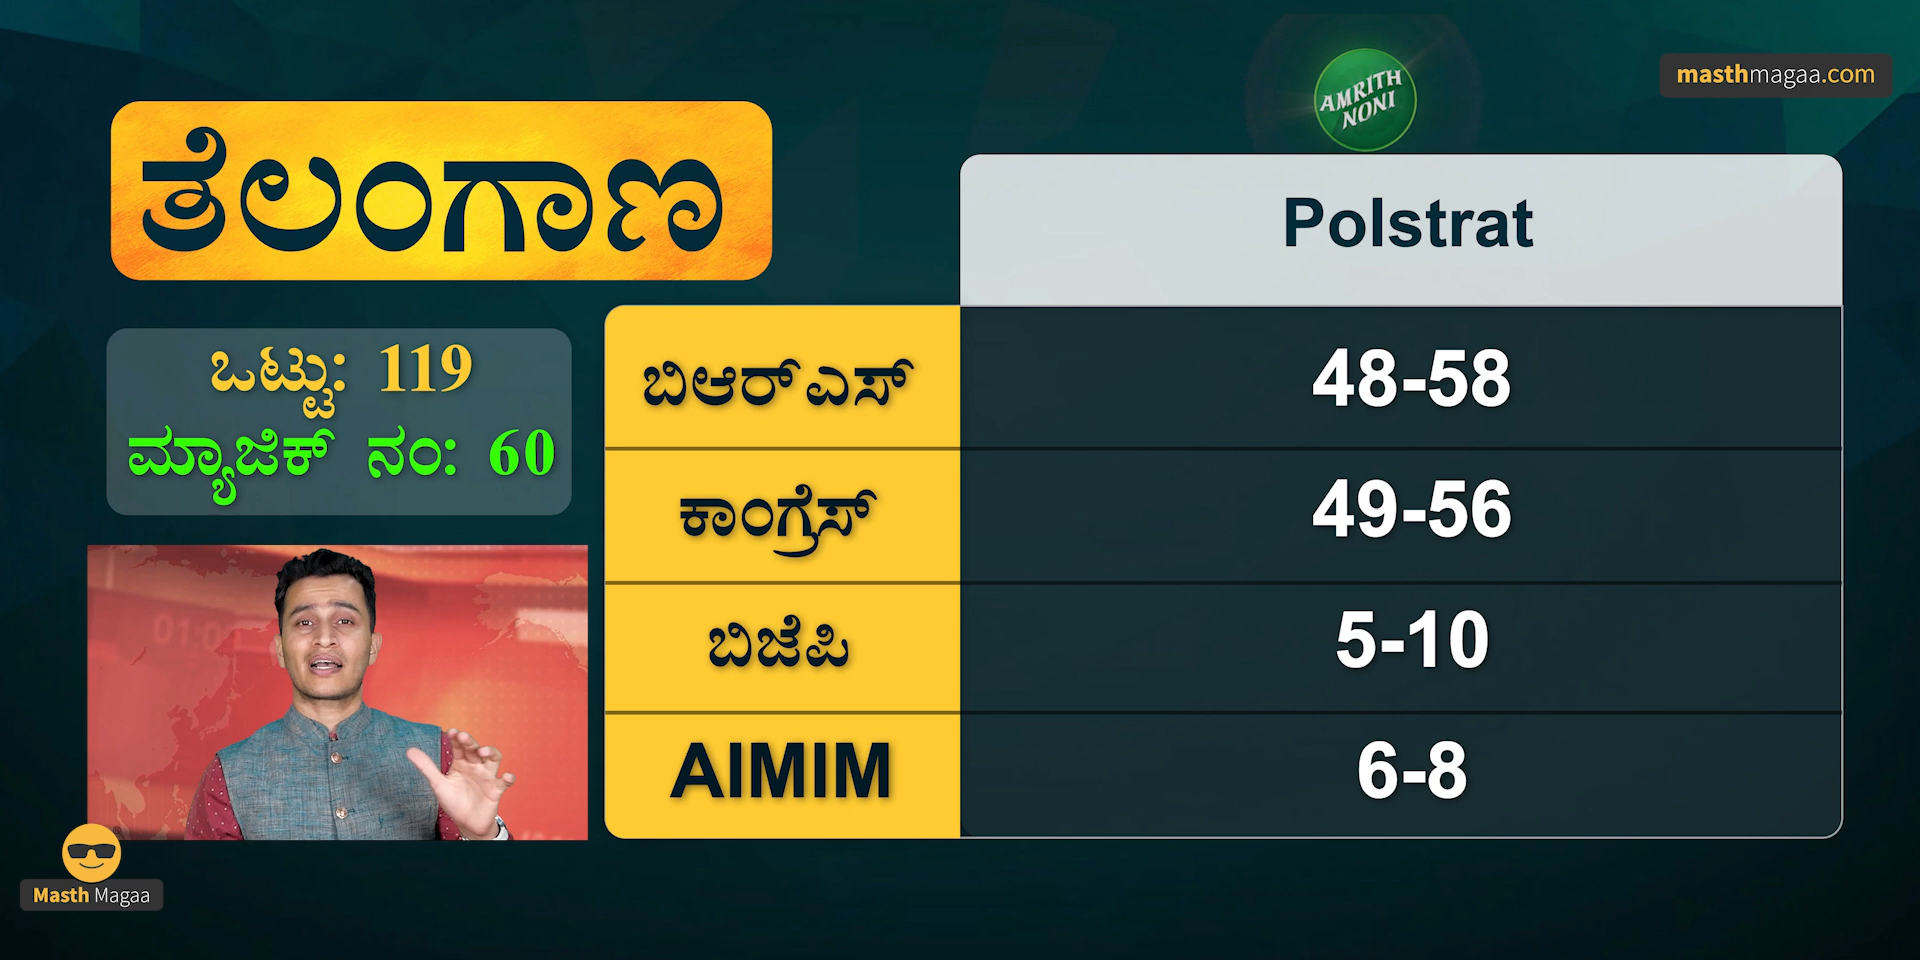 masthmagaa.com
AMRITH
NONI
ತೆಲಂಗಾಣ
Polstrat
ಒಟ್ಟು: 119
ಮ್ಯಾಜಿಕ್ ನಂ: 60
ಬಿಆರ್‌ಎಸ್ 48-58
ಕಾಂಗ್ರೆಸ್ 49-56
ಬಿಜೆಪಿ 5-10
AIMIM 6-8
Masth Magaa